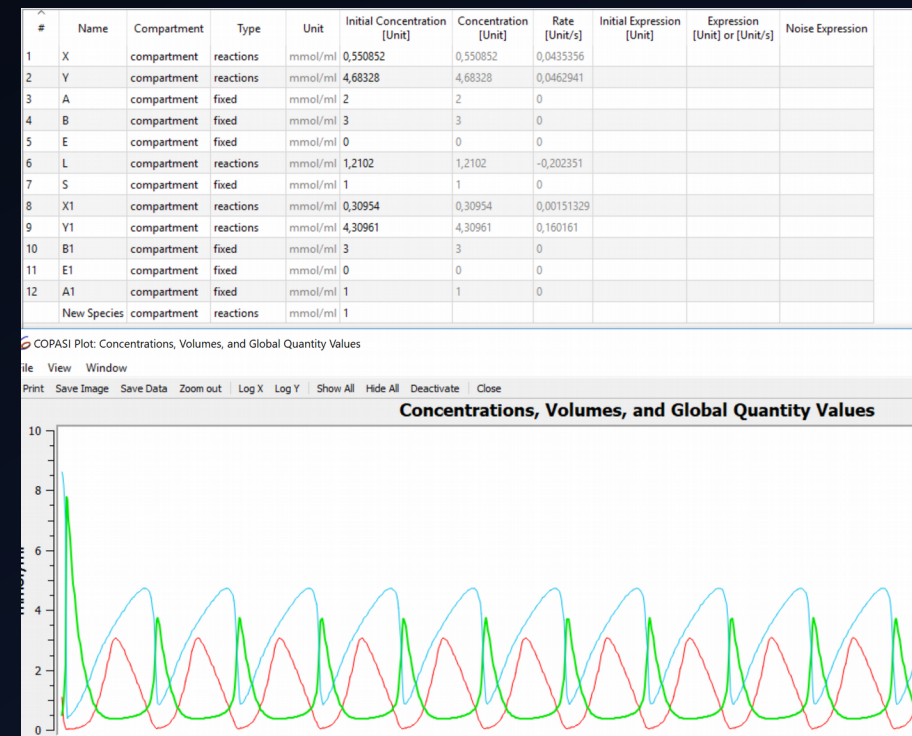 # Name Compartment Type Unit Initial Concentration [Unit] Concentration [Unit] Rate [Unit/s] Initial Expression [Unit] Expression [Unit] or [Unit/s] Noise Expression
1 X compartment reactions mmol/ml 0,550852 0,550852 0,0435356
2 Y compartment reactions mmol/ml 4,68328 4,68328 0,0462941
3 A compartment fixed mmol/ml 2 2 0
4 B compartment fixed mmol/ml 3 3 0
5 E compartment fixed mmol/ml 0 0 0
6 L compartment reactions mmol/ml 1,2102 1,2102 -0,202351
7 S compartment fixed mmol/ml 1 1 0
8 X1 compartment reactions mmol/ml 0,30954 0,30954 0,00151329
9 Y1 compartment reactions mmol/ml 4,30961 4,30961 0,160161
10 B1 compartment fixed mmol/ml 3 3 0
11 E1 compartment fixed mmol/ml 0 0 0
12 A1 compartment fixed mmol/ml 1 1 0
New Species compartment reactions mmol/ml 1
COPASI Plot: Concentrations, Volumes, and Global Quantity Values
ile View Window
Print Save Image Save Data Zoom out Log X Log Y Show All Hide All Deactivate Close
Concentrations, Volumes, and Global Quantity Values
10
8
6
4
2
0